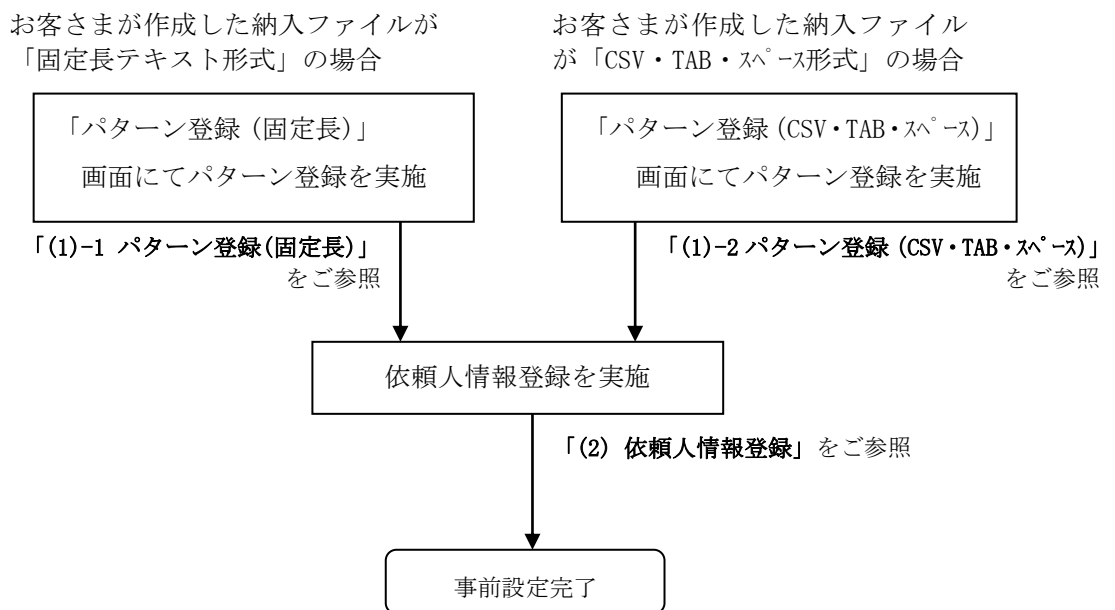 お客さまが作成した納入ファイルが
「固定長テキスト形式」の場合
お客さまが作成した納入ファイル
が「CSV・TAB・ｽﾍﾟｰｽ形式」の場合
「パターン登録（固定長）」
画面にてパターン登録を実施
「パターン登録（CSV・TAB・ｽﾍﾟｰｽ）」
画面にてパターン登録を実施
「(1)-1 パターン登録(固定長)」
をご参照
「(1)-2 パターン登録（CSV・TAB・ｽﾍﾟｰｽ）」
をご参照
依頼人情報登録を実施
「(2) 依頼人情報登録」をご参照
事前設定完了